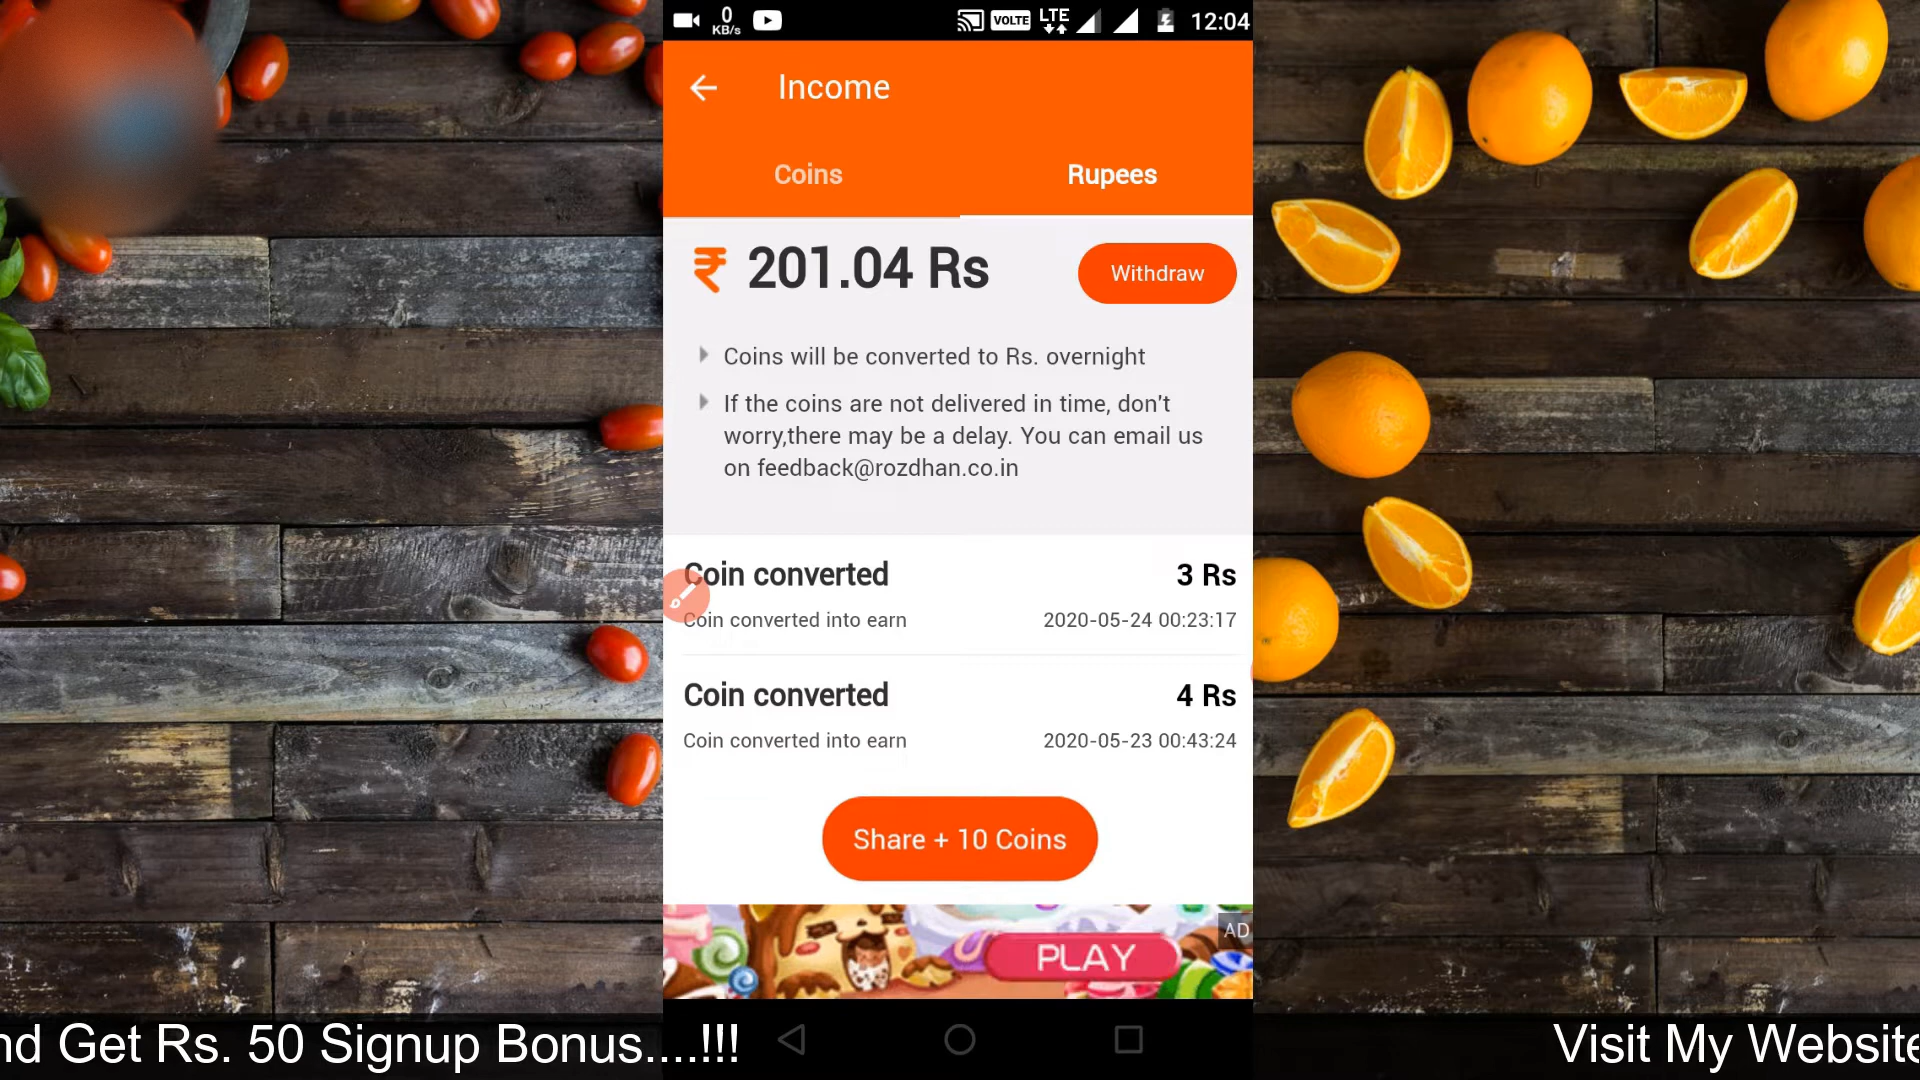 0
KB/s
VOLTE
LTE
12:04
Income
Coins
Rupees
₹ 201.04 Rs
Withdraw
Coins will be converted to Rs. overnight
If the coins are not delivered in time, don't
worry,there may be a delay. You can email us
on feedback@rozdhan.co.in
Coin converted
3 Rs
Coin converted into earn
2020-05-24 00:23:17
Coin converted
4 Rs
Coin converted into earn
2020-05-23 00:43:24
Share + 10 Coins
PLAY
AD
nd Get Rs. 50 Signup Bonus....!!!
Visit My Website